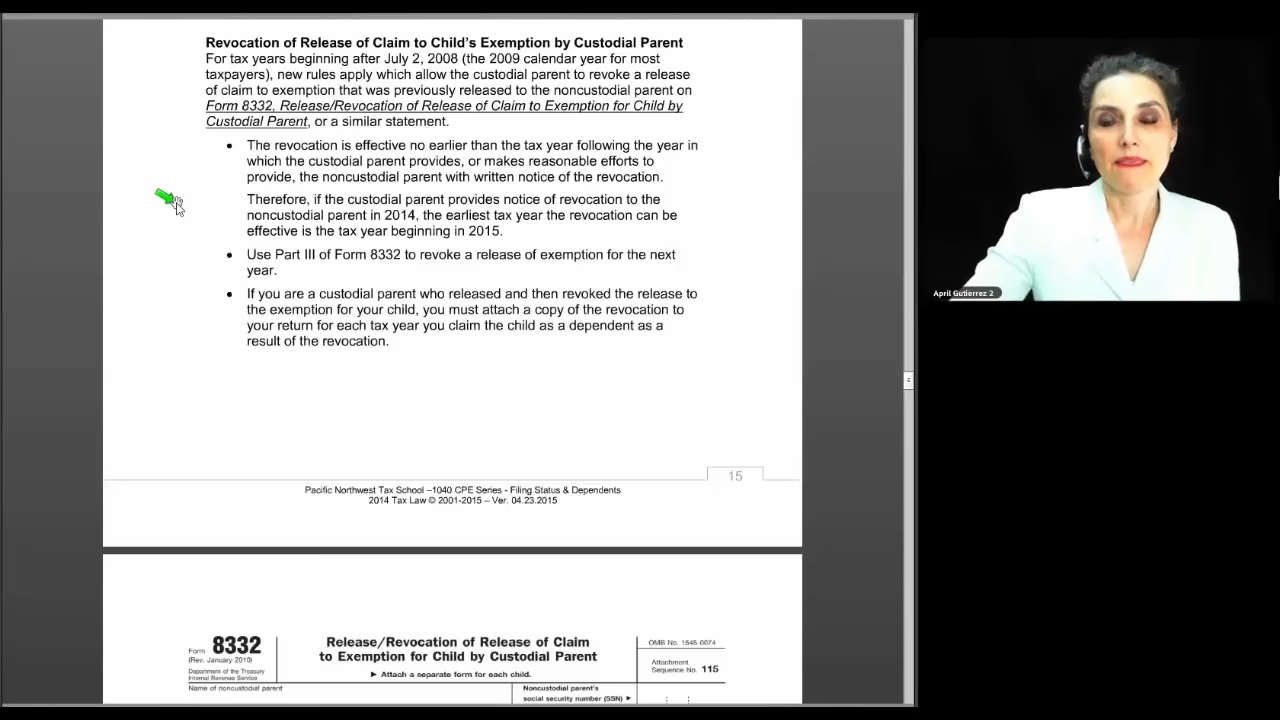 Revocation of Release of Claim to Child's Exemption by Custodial Parent
For tax years beginning after July 2, 2008 (the 2009 calendar year for most
taxpayers), new rules apply which allow the custodial parent to revoke a release
of claim to exemption that was previously released to the noncustodial parent on
Form 8332, Release/Revocation of Release of Claim to Exemption for Child by
Custodial Parent, or a similar statement.
• The revocation is effective no earlier than the tax year following the year in
which the custodial parent provides, or makes reasonable efforts to
provide, the noncustodial parent with written notice of the revocation.
Therefore, if the custodial parent provides notice of revocation to the
noncustodial parent in 2014, the earliest tax year the revocation can be
effective is the tax year beginning in 2015.
• Use Part III of Form 8332 to revoke a release of exemption for the next
year.
• If you are a custodial parent who released and then revoked the release to
the exemption for your child, you must attach a copy of the revocation to
your return for each tax year you claim the child as a dependent as a
result of the revocation.
15
Pacific Northwest Tax School –1040 CPE Series - Filing Status & Dependents
2014 Tax Law © 2001-2015 – Ver. 04.23.2015
Form 8332
(Rev. January 2010)
Department of the Treasury
Internal Revenue Service
Release/Revocation of Release of Claim
to Exemption for Child by Custodial Parent
► Attach a separate form for each child.
OMB No. 1545-0074
Attachment
Sequence No. 115
Name of noncustodial parent
Noncustodial parent's
social security number (SSN) ►
April Gutierrez 2